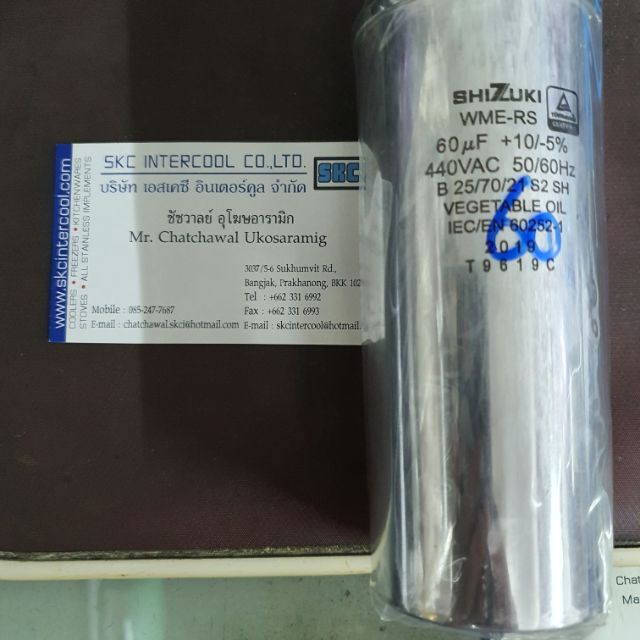 SKC INTERCOOL CO.,LTD.
บริษัท เอสเคซี อินเตอร์คูล จำกัด
SKC
ชัชวาลย์ อุโฆษอารามิก
Mr. Chatchawal Ukosaramig
3037/5-6 Sukhumvit Rd.,
Bangjak, Prakhanong, BKK 102
Tel : +662 331 6992
Mobile : 085-247-7687 Fax : +662 331 6993
E-mail : chatchawal.skci@hotmail.com E-mail : skcintercool@hotmail.
www.skcintercool.com
COOLERS • FREEZERS • KITCHENWARES
STOVES • ALL STAINLESS IMPLEMENTS
SHIZUKI
WME-RS
60μF +10/-5%
440VAC 50/60Hz
B 25/70/21 S2 SH
VEGETABLE OIL
IEC/EN 60252-1
2019
T9619C
60
Chat
Ma